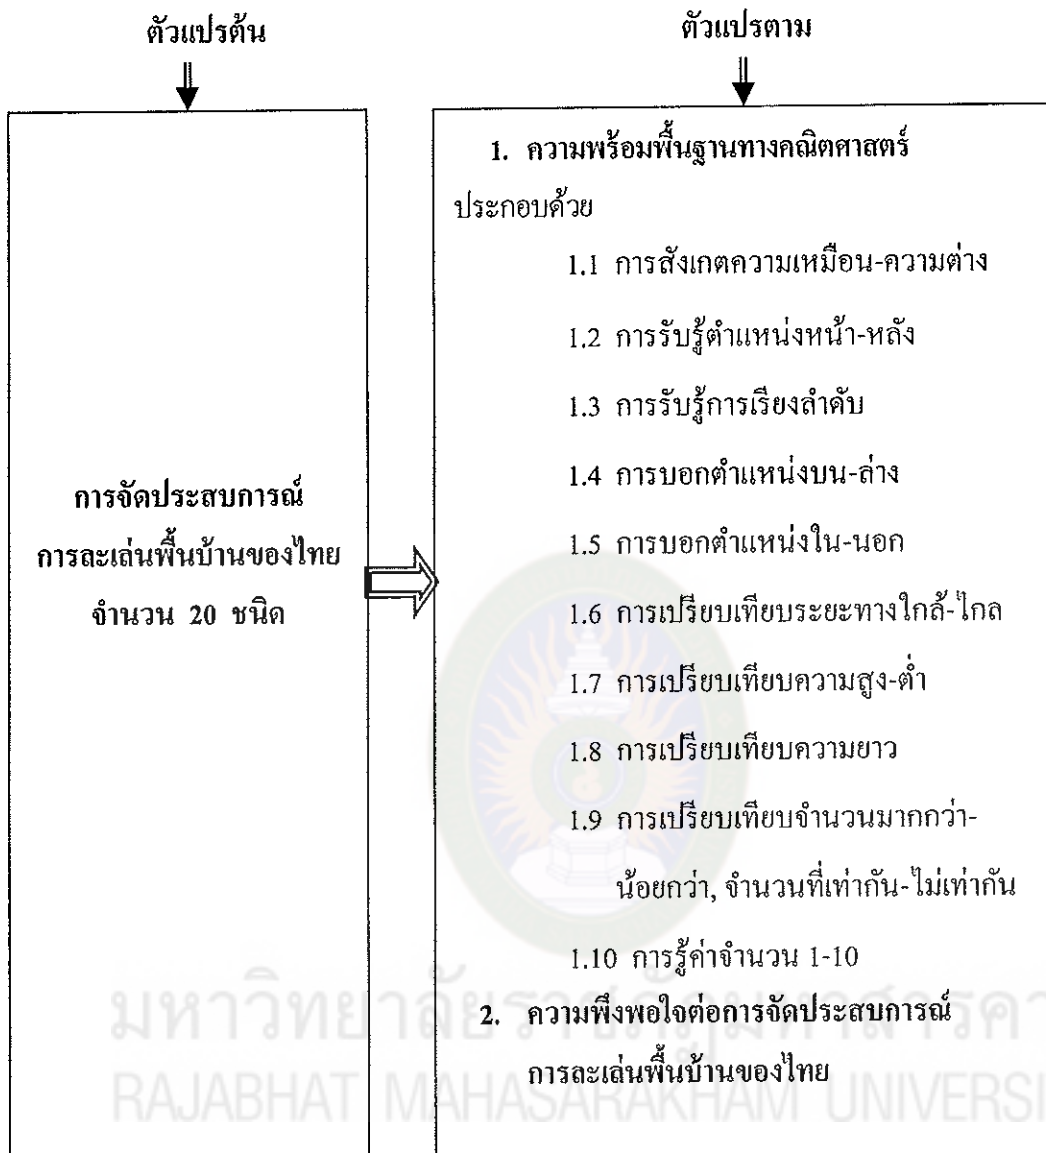 ตัวแปรต้น
ตัวแปรตาม
การจัดประสบการณ์
การละเล่นพื้นบ้านของไทย
จำนวน 20 ชนิด
1. ความพร้อมพื้นฐานทางคณิตศาสตร์
ประกอบด้วย
1.1 การสังเกตความเหมือน-ความต่าง
1.2 การรับรู้ตำแหน่งหน้า-หลัง
1.3 การรับรู้การเรียงลำดับ
1.4 การบอกตำแหน่งบน-ล่าง
1.5 การบอกตำแหน่งใน-นอก
1.6 การเปรียบเทียบระยะทางใกล้-ไกล
1.7 การเปรียบเทียบความสูง-ต่ำ
1.8 การเปรียบเทียบความยาว
1.9 การเปรียบเทียบจำนวนมากกว่า-
น้อยกว่า, จำนวนที่เท่ากัน-ไม่เท่ากัน
1.10 การรู้ค่าจำนวน 1-10
2. ความพึงพอใจต่อการจัดประสบการณ์
การละเล่นพื้นบ้านของไทย
มหาวิทยาลัยราชภัฏมหาสารคา
RAJABHAT MAHASARAKHAM UNIVERSI